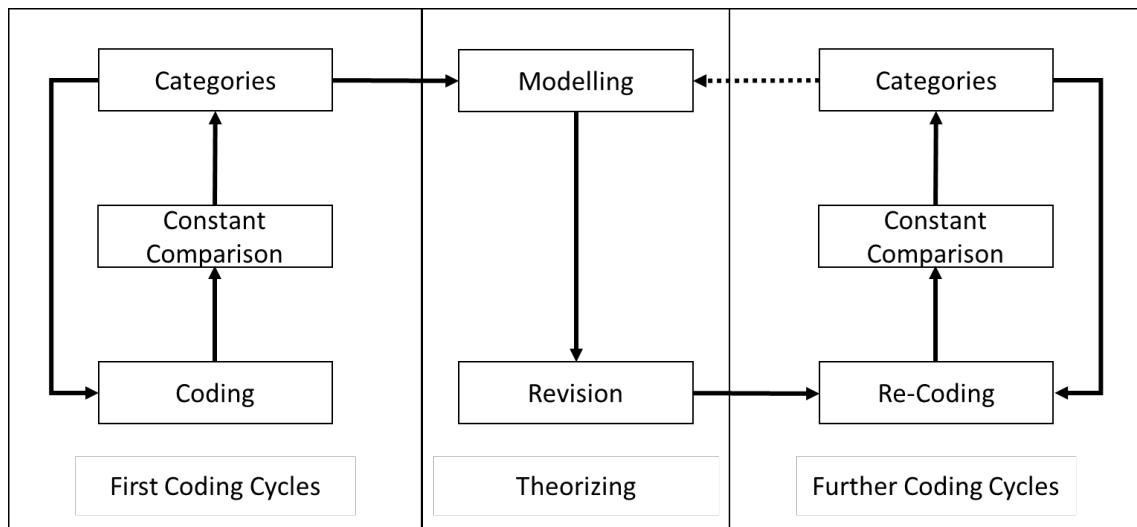 Categories
Constant
Comparison
Coding
First Coding Cycles
Modelling
Revision
Theorizing
Categories
Constant
Comparison
Re-Coding
Further Coding Cycles